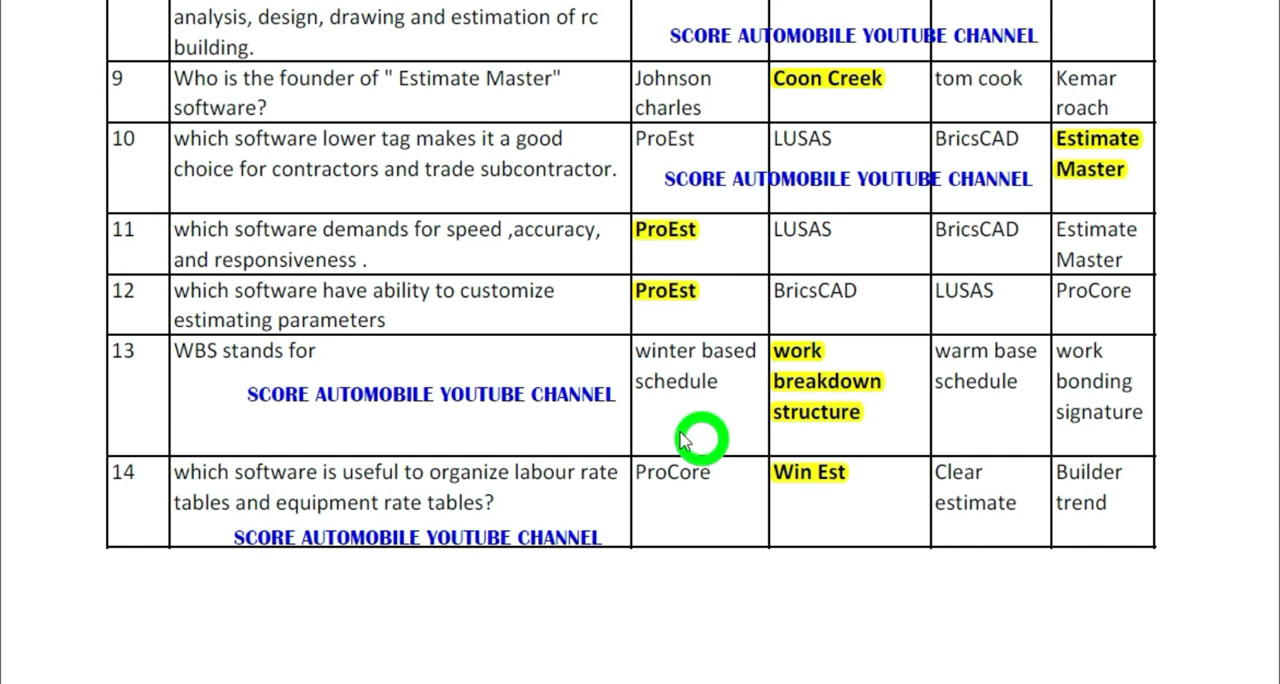 analysis, design, drawing and estimation of rc
building.
SCORE AUTOMOBILE YOUTUBE CHANNEL
9 Who is the founder of " Estimate Master" Johnson Coon Creek tom cook Kemar
software? charles roach
10 which software lower tag makes it a good ProEst LUSAS BricsCAD Estimate
choice for contractors and trade subcontractor. Master
SCORE AUTOMOBILE YOUTUBE CHANNEL
11 which software demands for speed ,accuracy, ProEst LUSAS BricsCAD Estimate
and responsiveness . Master
12 which software have ability to customize ProEst BricsCAD LUSAS ProCore
estimating parameters
13 WBS stands for winter based work warm base work
schedule breakdown schedule bonding
SCORE AUTOMOBILE YOUTUBE CHANNEL
structure signature
14 which software is useful to organize labour rate ProCore Win Est Clear Builder
tables and equipment rate tables? estimate trend
SCORE AUTOMOBILE YOUTUBE CHANNEL